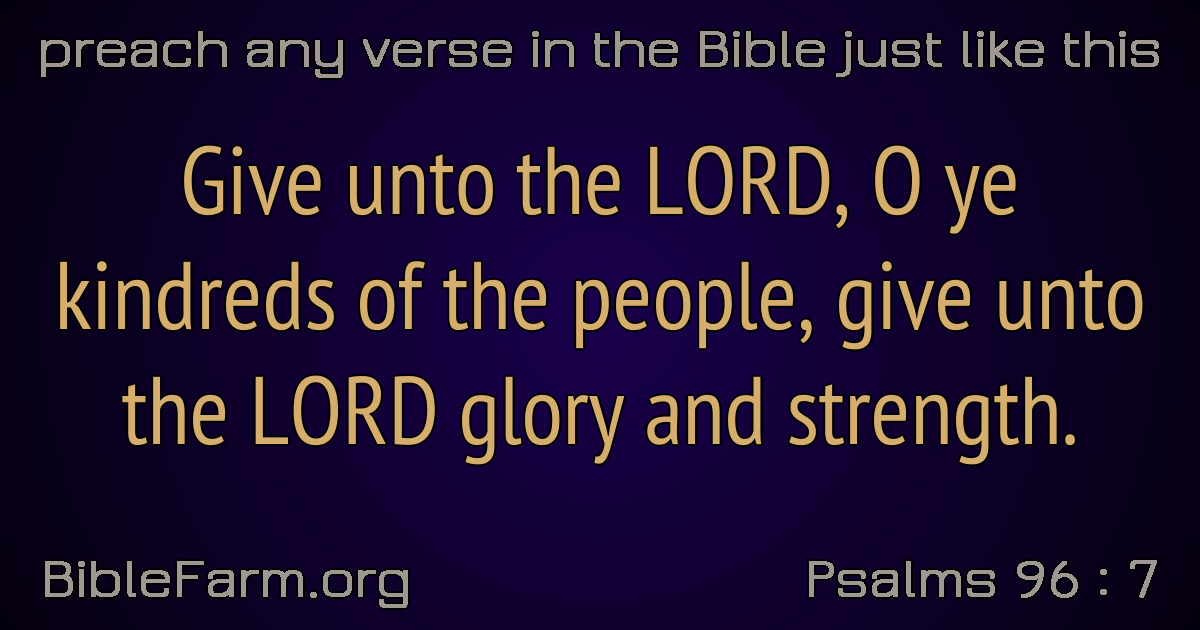 preach any verse in the Bible just like this
Give unto the LORD, O ye
kindreds of the people, give unto
the LORD glory and strength.
BibleFarm.org
Psalms 96 : 7